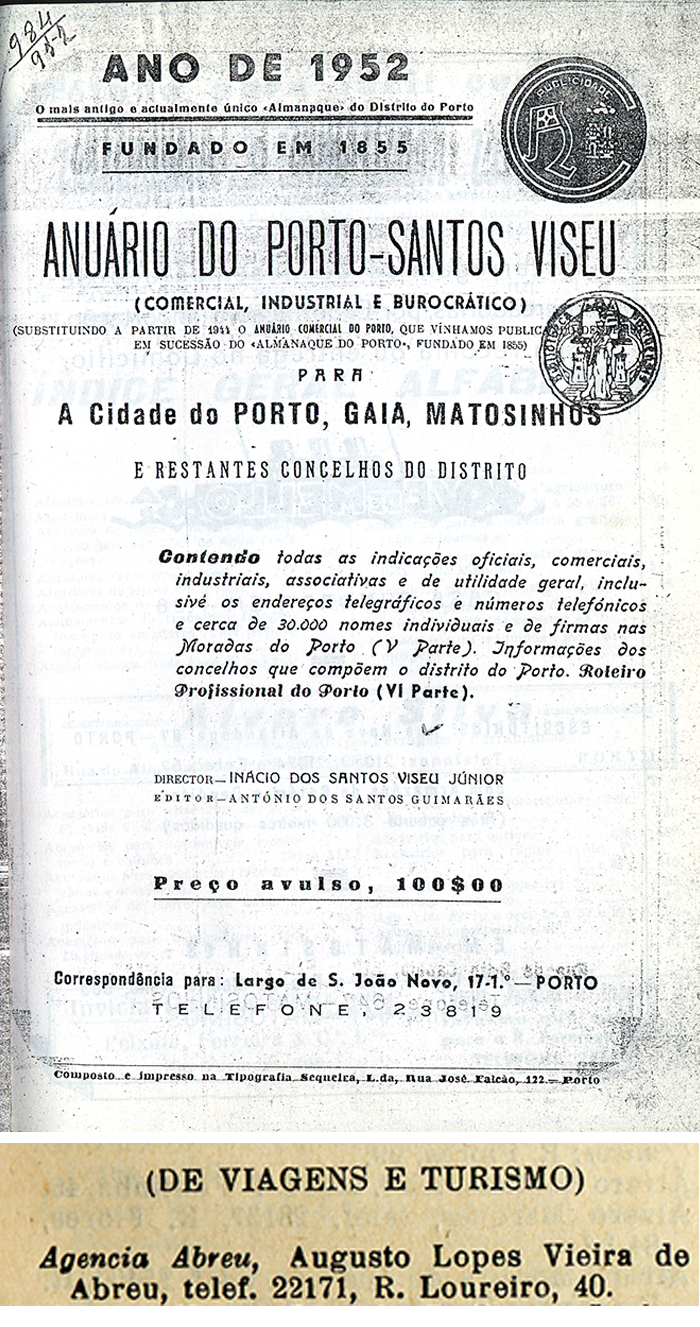 984
952
ANO DE 1952
O mais antigo e actualmente único «Almanaque» do Distrito do Porto
FUNDADO EM 1855
PUBLICIDADE
ANUÁRIO DO PORTO-SANTOS VISEU
(COMERCIAL, INDUSTRIAL E BUROCRÁTICO)
(SUBSTITUINDO A PARTIR DE 1944 O ANUÁRIO COMERCIAL DO PORTO, QUE VÍNHAMOS
EM SUCESSÃO DO «ALMANAQUE DO PORTO», FUNDADO EM 1855)
PARA
A Cidade do PORTO, GAIA, MATOSINHOS
E RESTANTES CONCELHOS DO DISTRITO
Contendo todas as indicações oficiais, comerciais,
industriais, associativas e de utilidade geral, inclu-
sivé os endereços telegráficos e números telefónicos
e cerca de 30.000 nomes individuais e de firmas nas
Moradas do Porto (V Parte). Informações dos
concelhos que compõem o distrito do Porto. Roteiro
Profissional do Porto (VI Parte).
DIRECTOR—INÁCIO DOS SANTOS VISEU JÚNIOR
EDITOR—ANTÓNIO DOS SANTOS GUIMARÃES
Preço avulso, 100$00
Correspondência para: Largo de S. João Novo, 17-1.º—PORTO
TELEFONE, 23819
Composto e impresso na Tipografia Sequeira, L.da, Rua José Falcão, 122.—Porto
(DE VIAGENS E TURISMO)
Agencia Abreu, Augusto Lopes Vieira de
Abreu, telef. 22171, R. Loureiro, 40.